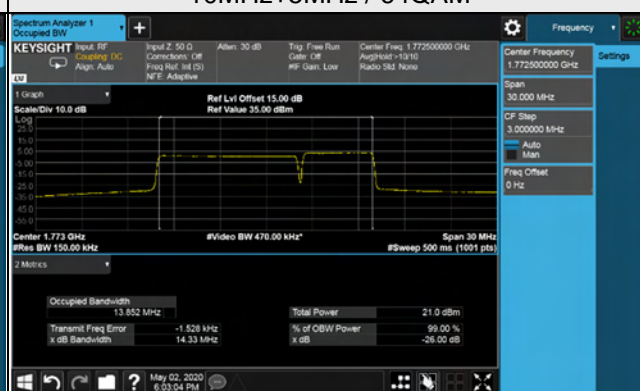 10MHz+5MHz / 64QAM
Spectrum Analyzer 1
Occupied BW
Frequency
KEYSIGHT
Input: RF
Coupling: DC
Align: Auto
Input Z: 50 Ω
Corrections: Off
Freq Ref: Int (S)
NFE: Adaptive
Atten: 30 dB
Trig: Free Run
Gate: Off
#IF Gain: Low
Center Freq: 1.772500000 GHz
Avg|Hold:>10/10
Radio Std: None
Center Frequency
1.772500000 GHz
Settings
Span
30.000 MHz
CF Step
3.000000 MHz
Auto
Man
Freq Offset
0 Hz
1 Graph
Scale/Div 10.0 dB
Ref Lvl Offset 15.00 dB
Ref Value 35.00 dBm
Log
25.0
15.0
5.00
-5.00
-15.0
-25.0
-35.0
-45.0
-55.0
Center 1.773 GHz
#Res BW 150.00 kHz
#Video BW 470.00 kHz*
Span 30 MHz
#Sweep 500 ms (1001 pts)
2 Metrics
Occupied Bandwidth
13.852 MHz
Total Power
21.0 dBm
Transmit Freq Error
-1.528 kHz
% of OBW Power
99.00 %
x dB Bandwidth
14.33 MHz
x dB
-26.00 dB
May 02, 2020
6:03:04 PM